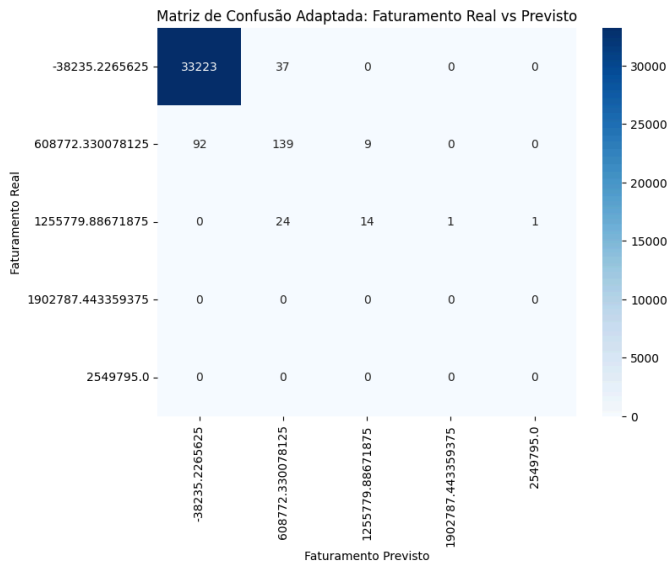 Matriz de Confusão Adaptada: Faturamento Real vs Previsto
Faturamento Real
-38235.2265625 33223 37 0 0 0
608772.330078125 92 139 9 0 0
1255779.88671875 0 24 14 1 1
1902787.443359375 0 0 0 0 0
2549795.0 0 0 0 0 0
-38235.2265625
608772.330078125
1255779.88671875
1902787.443359375
2549795.0
Faturamento Previsto
30000
25000
20000
15000
10000
5000
0